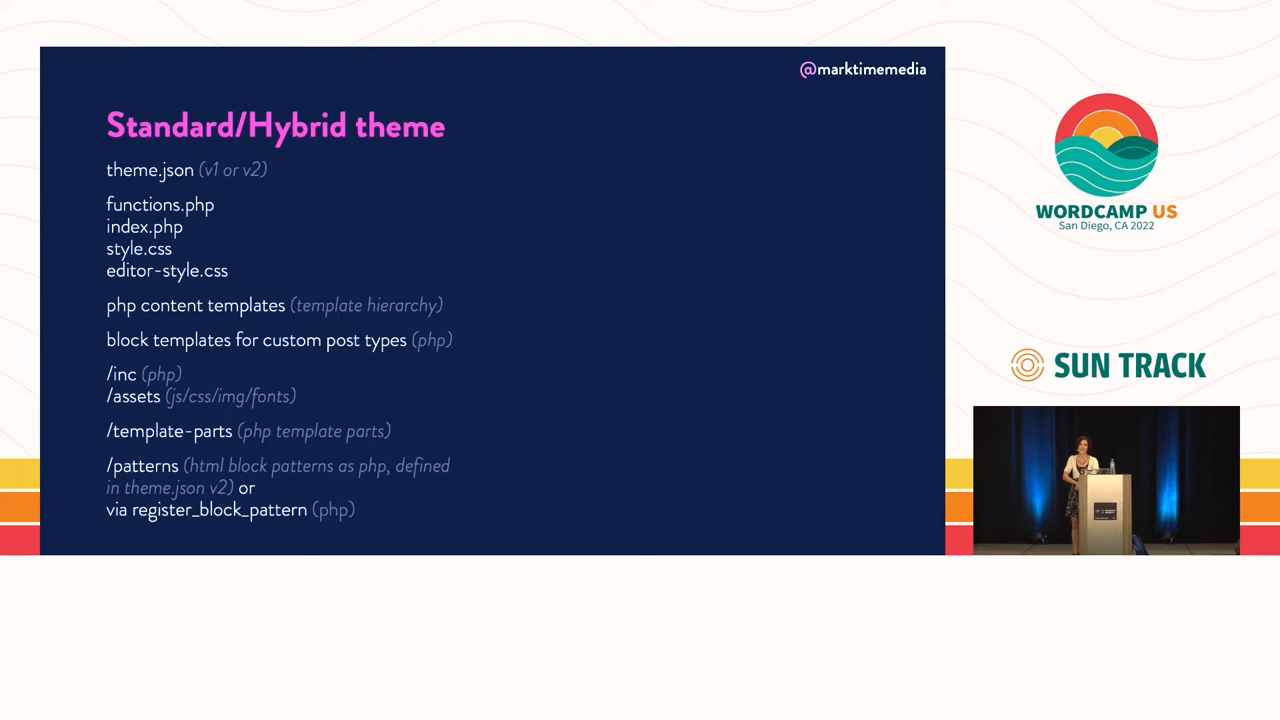 @marktimemedia
Standard/Hybrid theme
theme.json (v1 or v2)
functions.php
index.php
style.css
editor-style.css
php content templates (template hierarchy)
block templates for custom post types (php)
/inc (php)
/assets (js/css/img/fonts)
/template-parts (php template parts)
/patterns (html block patterns as php, defined
in theme.json v2) or
via register_block_pattern (php)
WORDCAMP US
San Diego, CA 2022
SUN TRACK